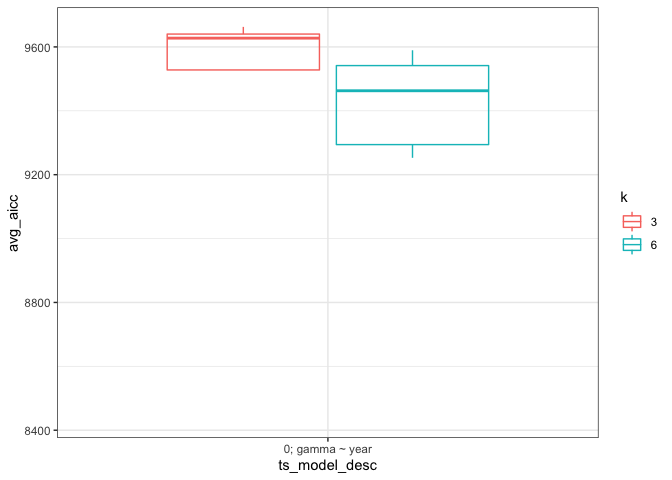 9600
9200
8800
8400
avg_aicc
0; gamma ~ year
ts_model_desc
k
3
6